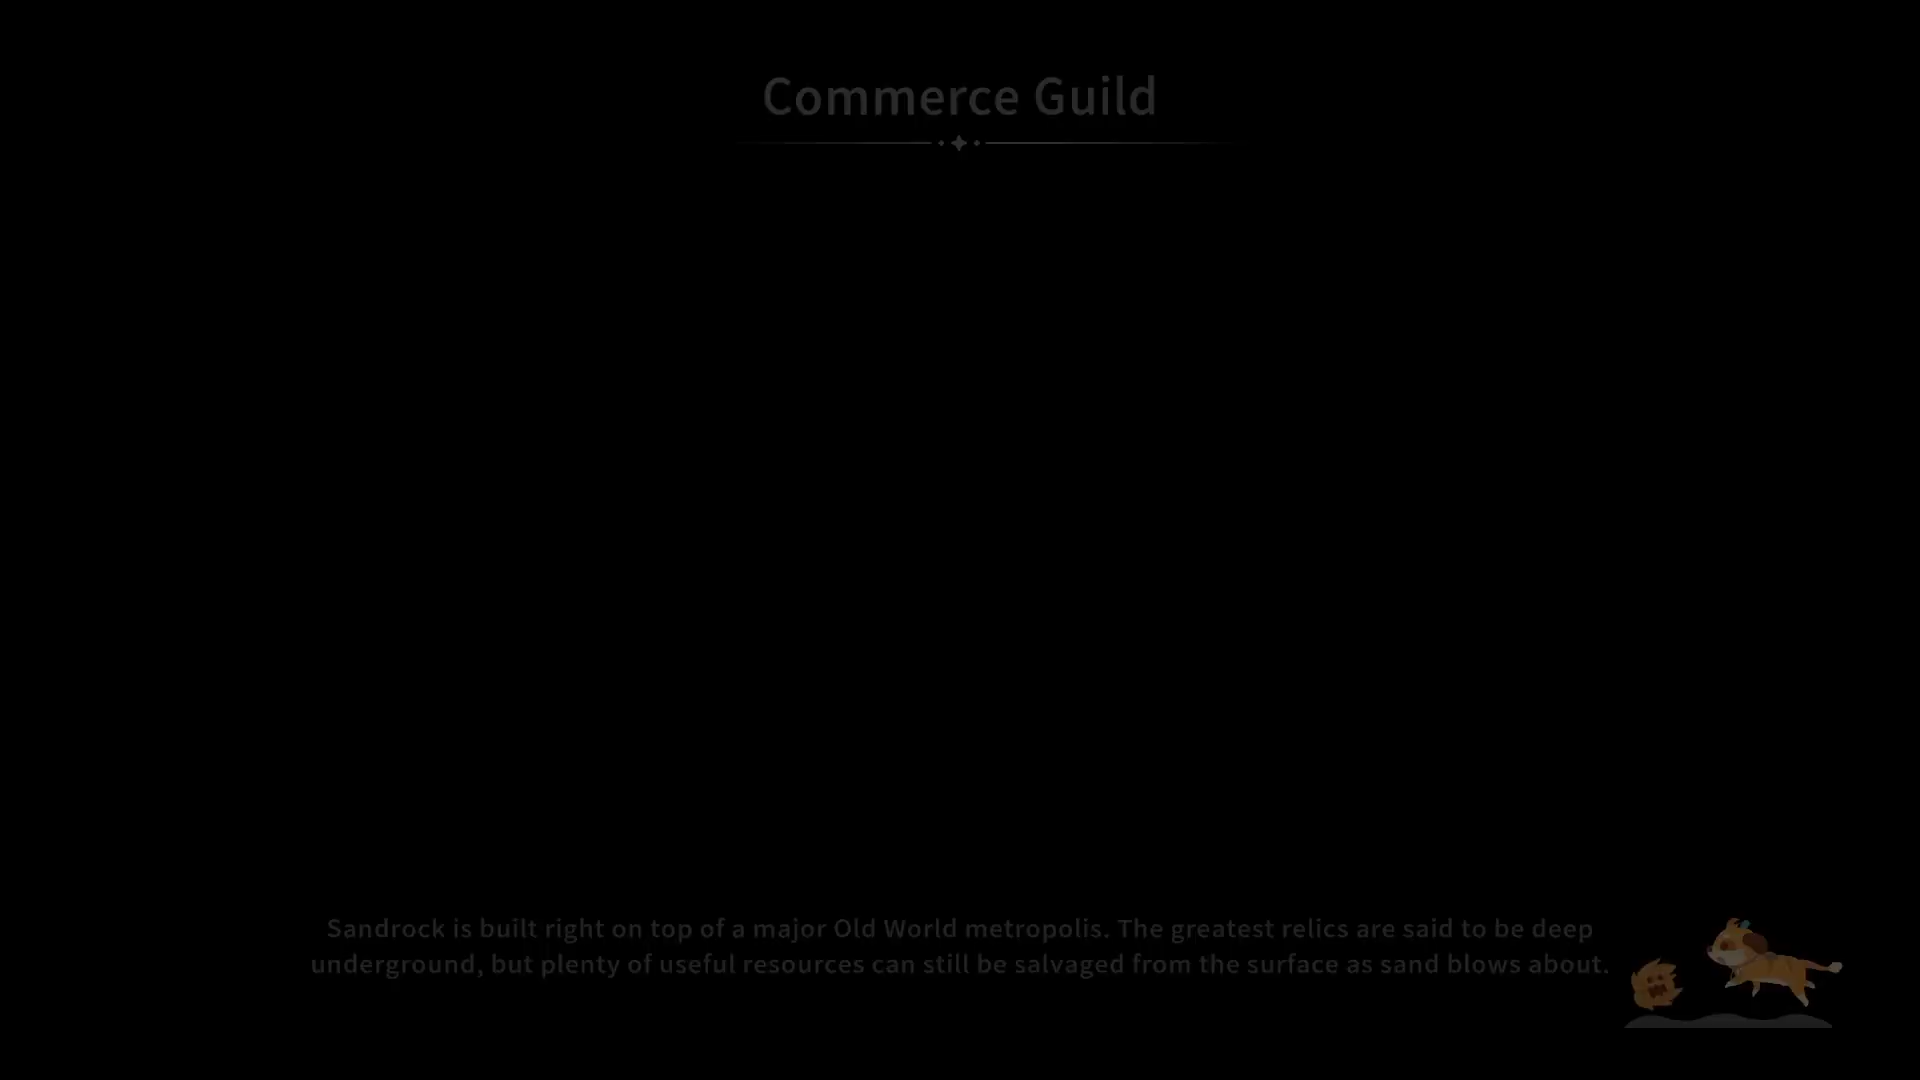 Commerce Guild
Sandrock is built right on top of a major Old World metropolis. The greatest relics are said to be deep
underground, but plenty of useful resources can still be salvaged from the surface as sand blows about.